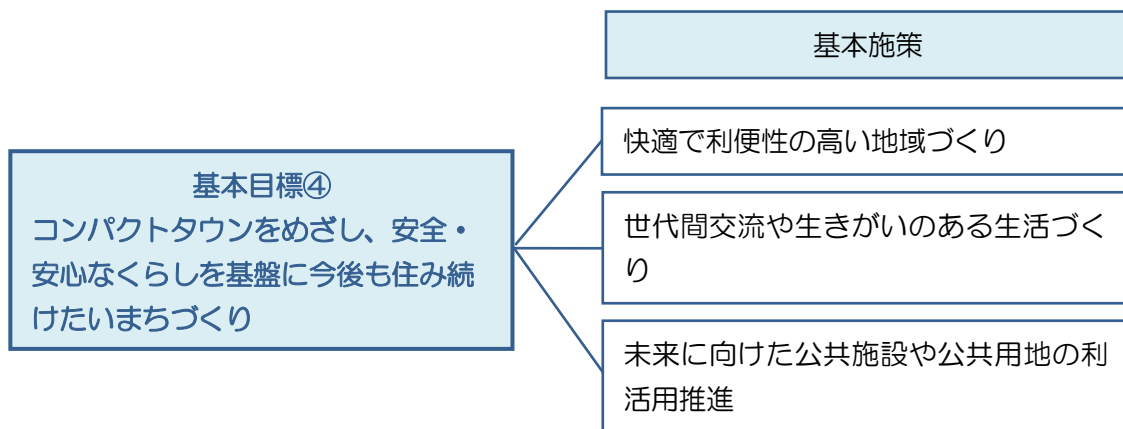 基本施策
基本目標④
コンパクトタウンをめざし、安全・
安心なくらしを基盤に今後も住み続
けたいまちづくり
快適で利便性の高い地域づくり
世代間交流や生きがいのある生活づく
り
未来に向けた公共施設や公共用地の利
活用推進